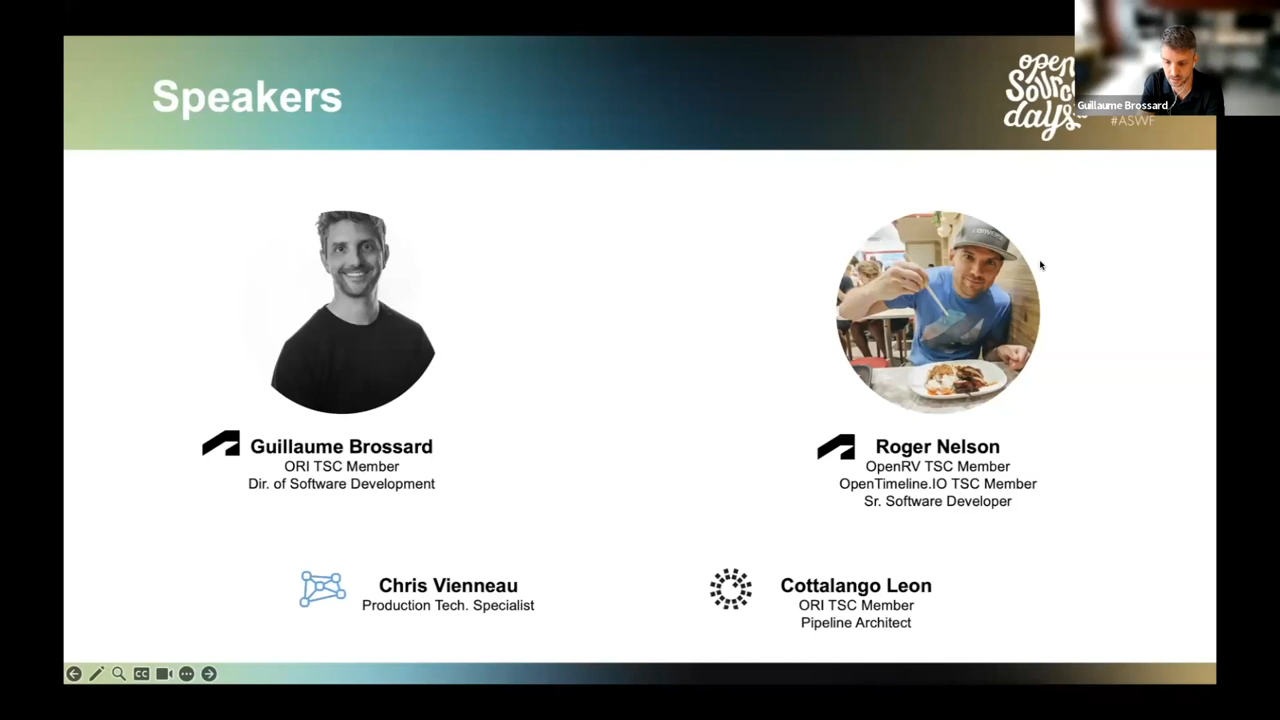 Speakers
open
Source
days
#ASWF
Guillaume Brossard
Guillaume Brossard
ORI TSC Member
Dir. of Software Development
Roger Nelson
OpenRV TSC Member
OpenTimeline.IO TSC Member
Sr. Software Developer
Chris Vienneau
Production Tech. Specialist
Cottalango Leon
ORI TSC Member
Pipeline Architect
CC